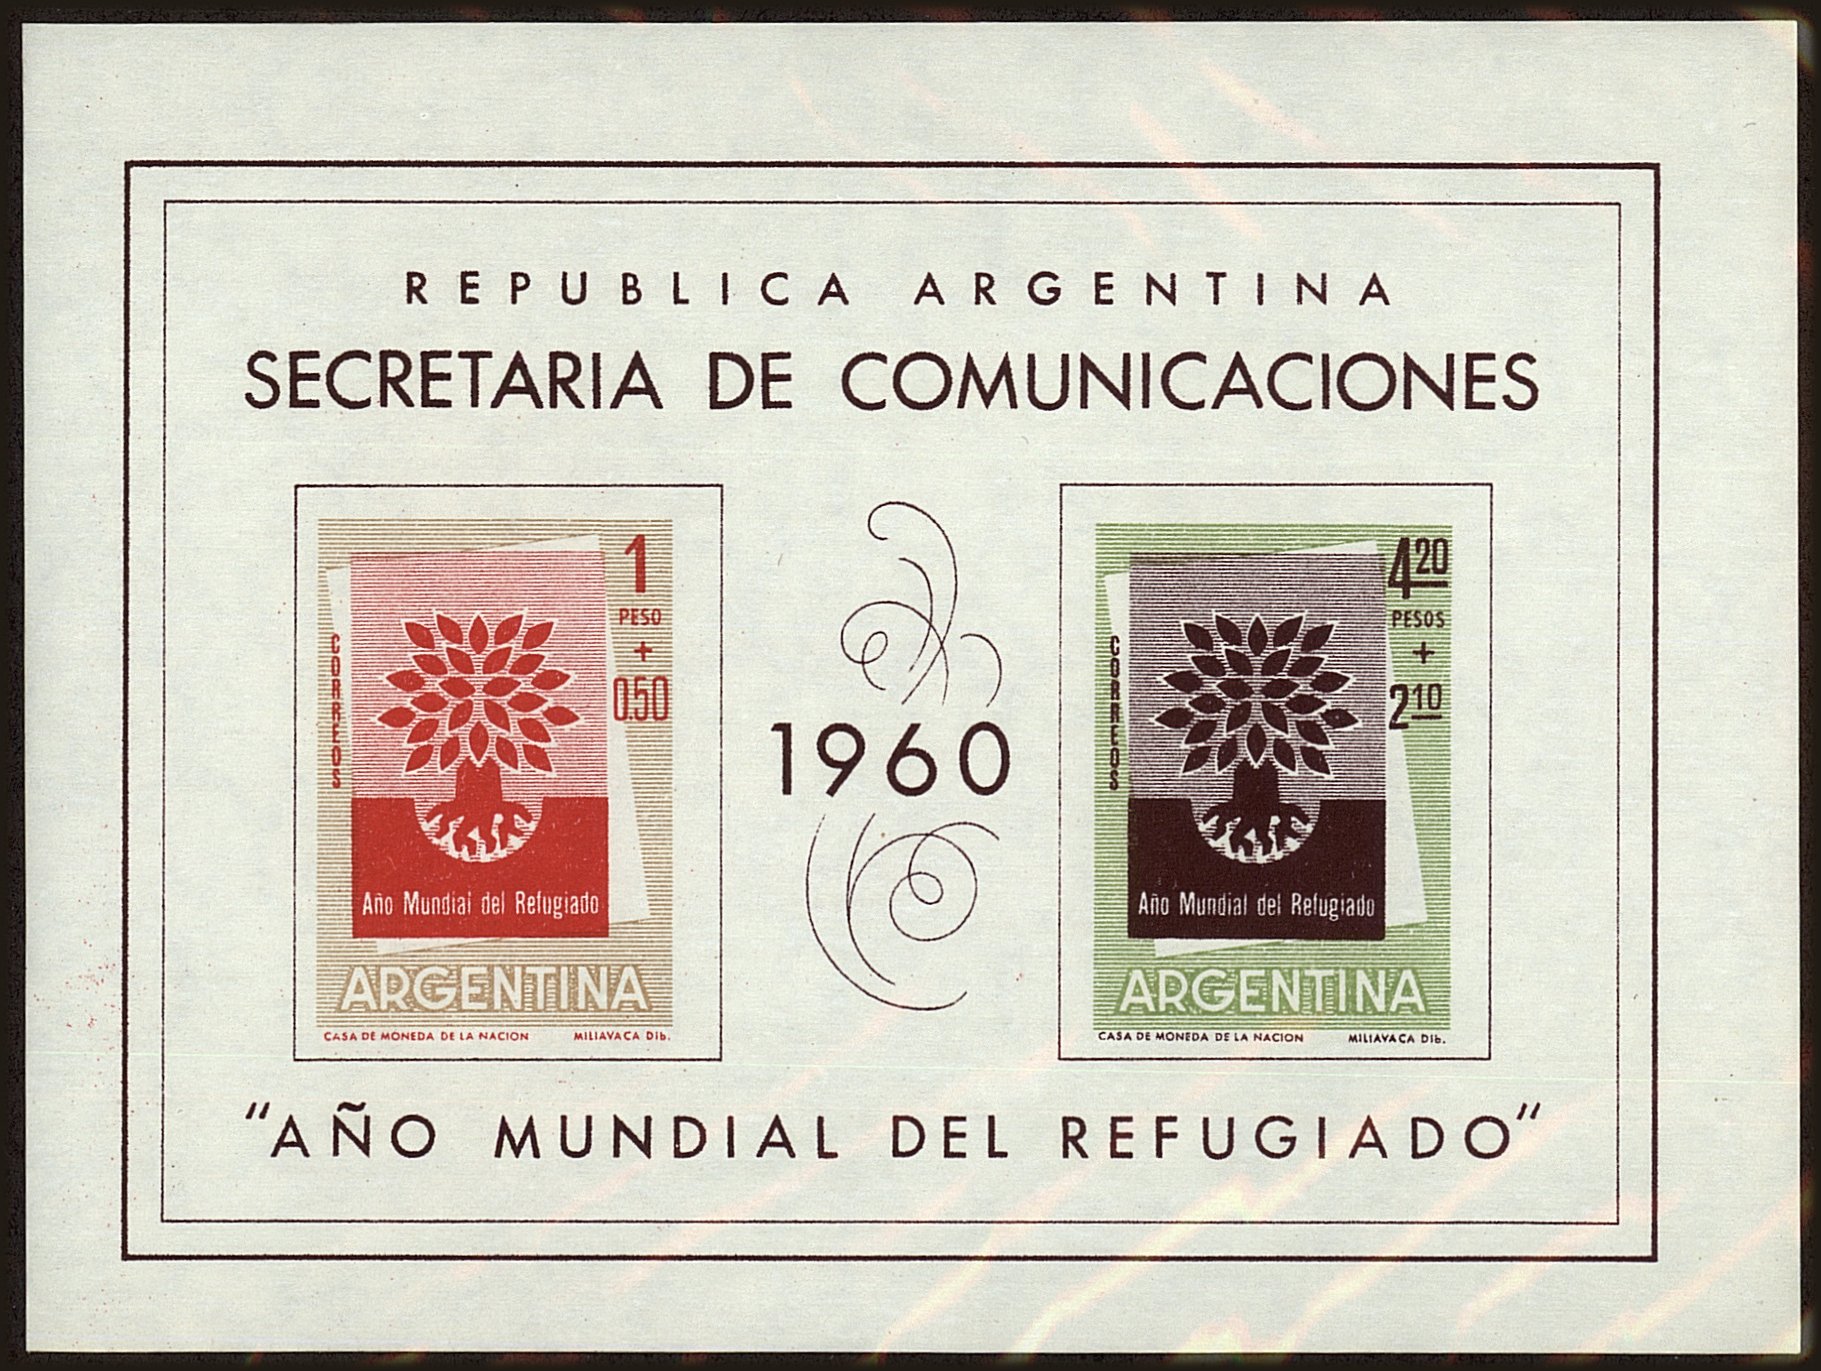 REPUBLICA ARGENTINA
SECRETARIA DE COMUNICACIONES
1
PESO
+
0.50
CORREOS
Año Mundial del Refugiado
ARGENTINA
CASA DE MONEDA DE LA NACION MILIAVACA Dib.
1960
4 20
PESOS
+
2 10
CORREOS
Año Mundial del Refugiado
ARGENTINA
CASA DE MONEDA DE LA NACION MILIAVACA Dib.
"AÑO MUNDIAL DEL REFUGIADO"